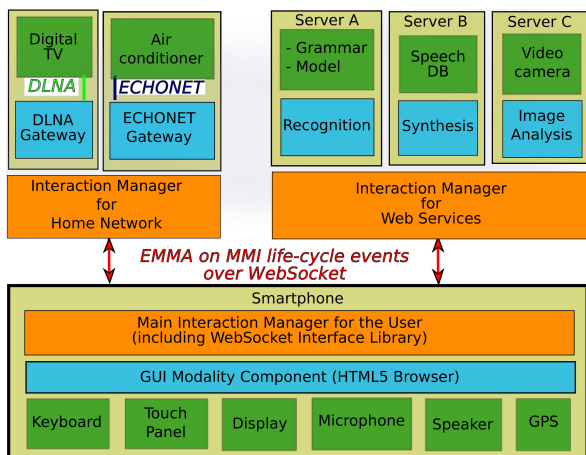 Digital
TV
DLNA
DLNA
Gateway
Air
conditioner
ECHONET
ECHONET
Gateway
Interaction Manager
for
Home Network
Server A
- Grammar
- Model
Recognition
Server B
Speech
DB
Synthesis
Server C
Video
camera
Image
Analysis
Interaction Manager
for
Web Services
EMMA on MMI life-cycle events
over WebSocket
Smartphone
Main Interaction Manager for the User
(including WebSocket Interface Library)
GUI Modality Component (HTML5 Browser)
Keyboard
Touch
Panel
Display
Microphone
Speaker
GPS